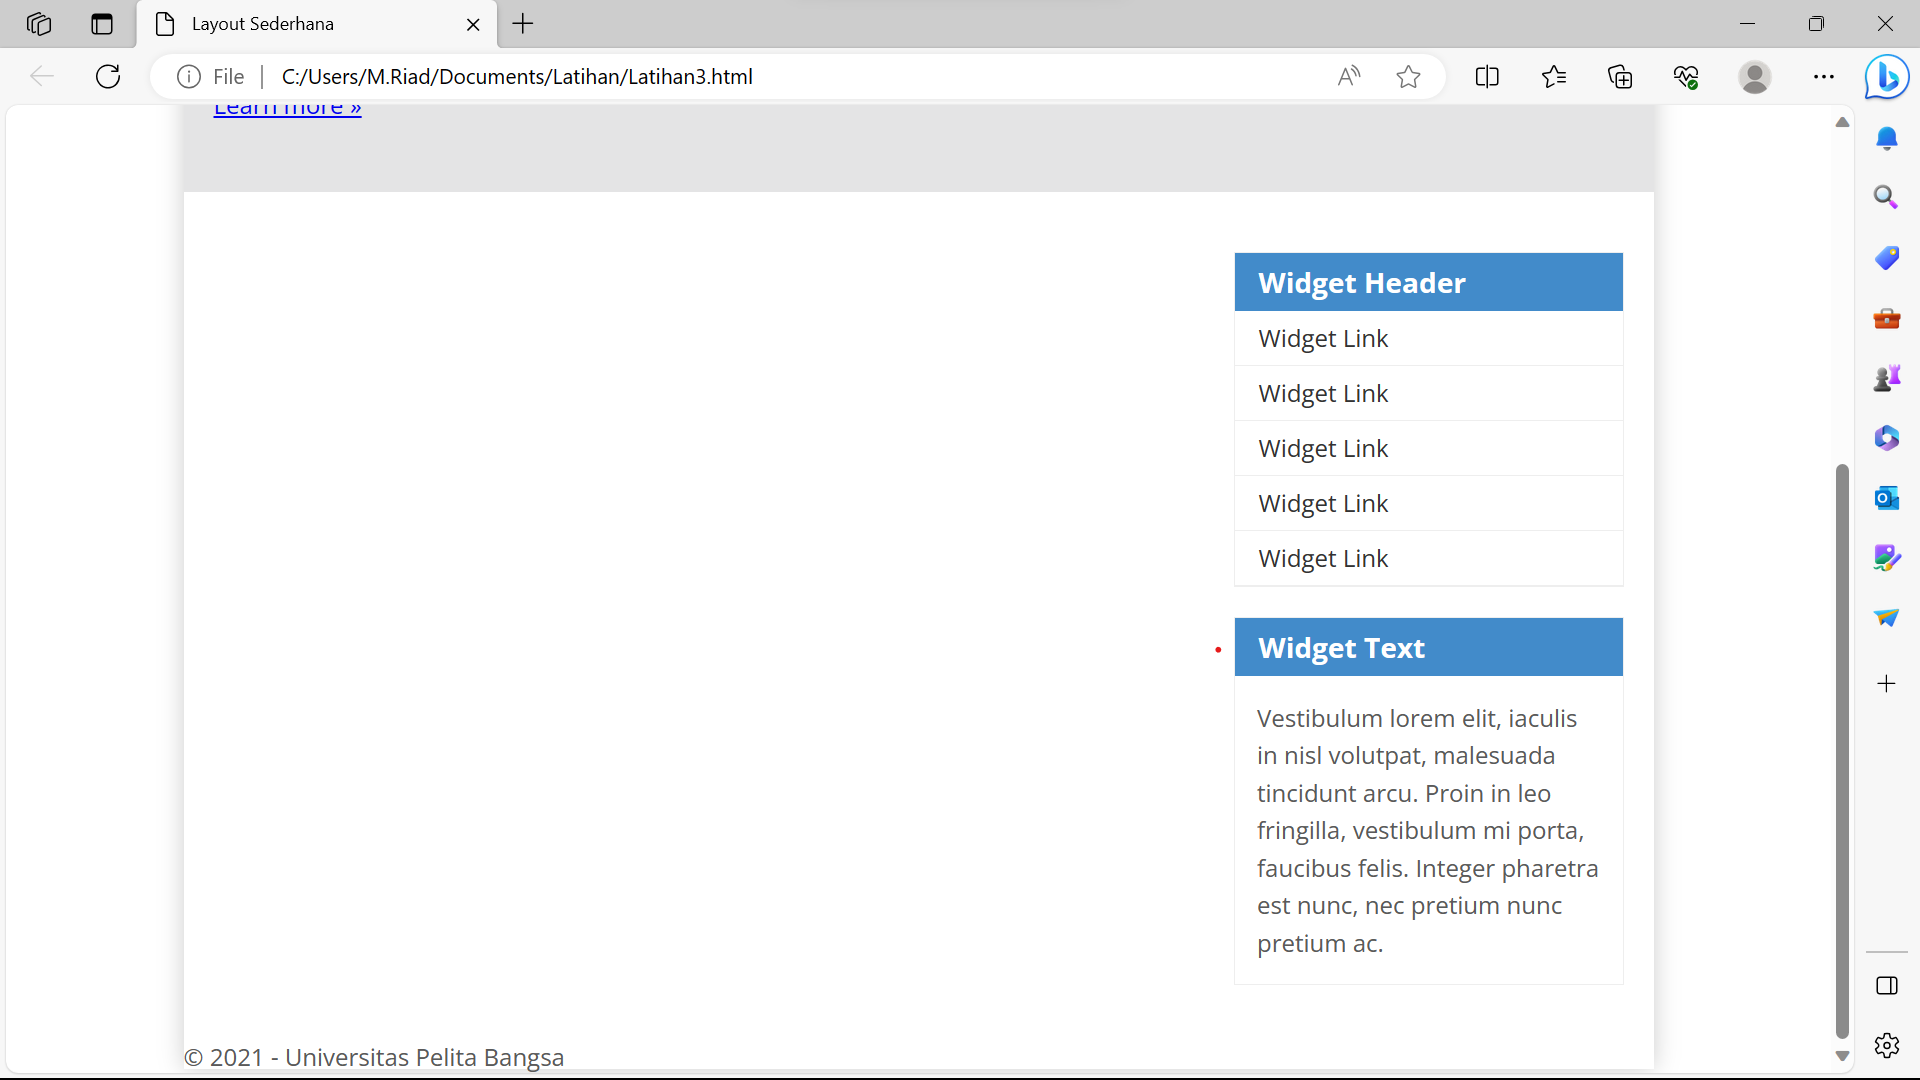 Layout Sederhana
File
C:/Users/M.Riad/Documents/Latihan/Latihan3.html
Learn more »
Widget Header
Widget Link
Widget Link
Widget Link
Widget Link
Widget Link
Widget Text
Vestibulum lorem elit, iaculis
in nisl volutpat, malesuada
tincidunt arcu. Proin in leo
fringilla, vestibulum mi porta,
faucibus felis. Integer pharetra
est nunc, nec pretium nunc
pretium ac.
© 2021 - Universitas Pelita Bangsa